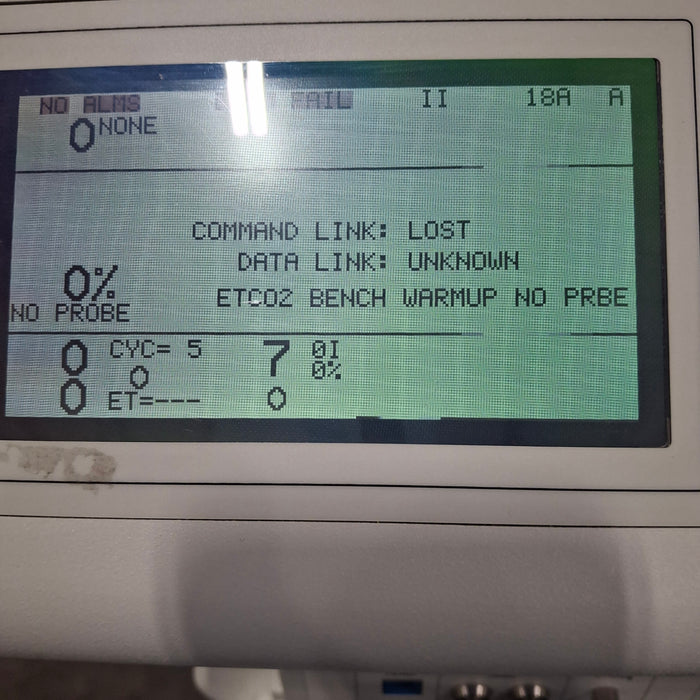 NO ALMS FAIL II 18A A
0 NONE
COMMAND LINK: LOST
DATA LINK: UNKNOWN
0%
ETCO2 BENCH WARMUP NO PRBE
NO PROBE
0 CYC= 5 7 0I
0%
0
0 ET=--- 0